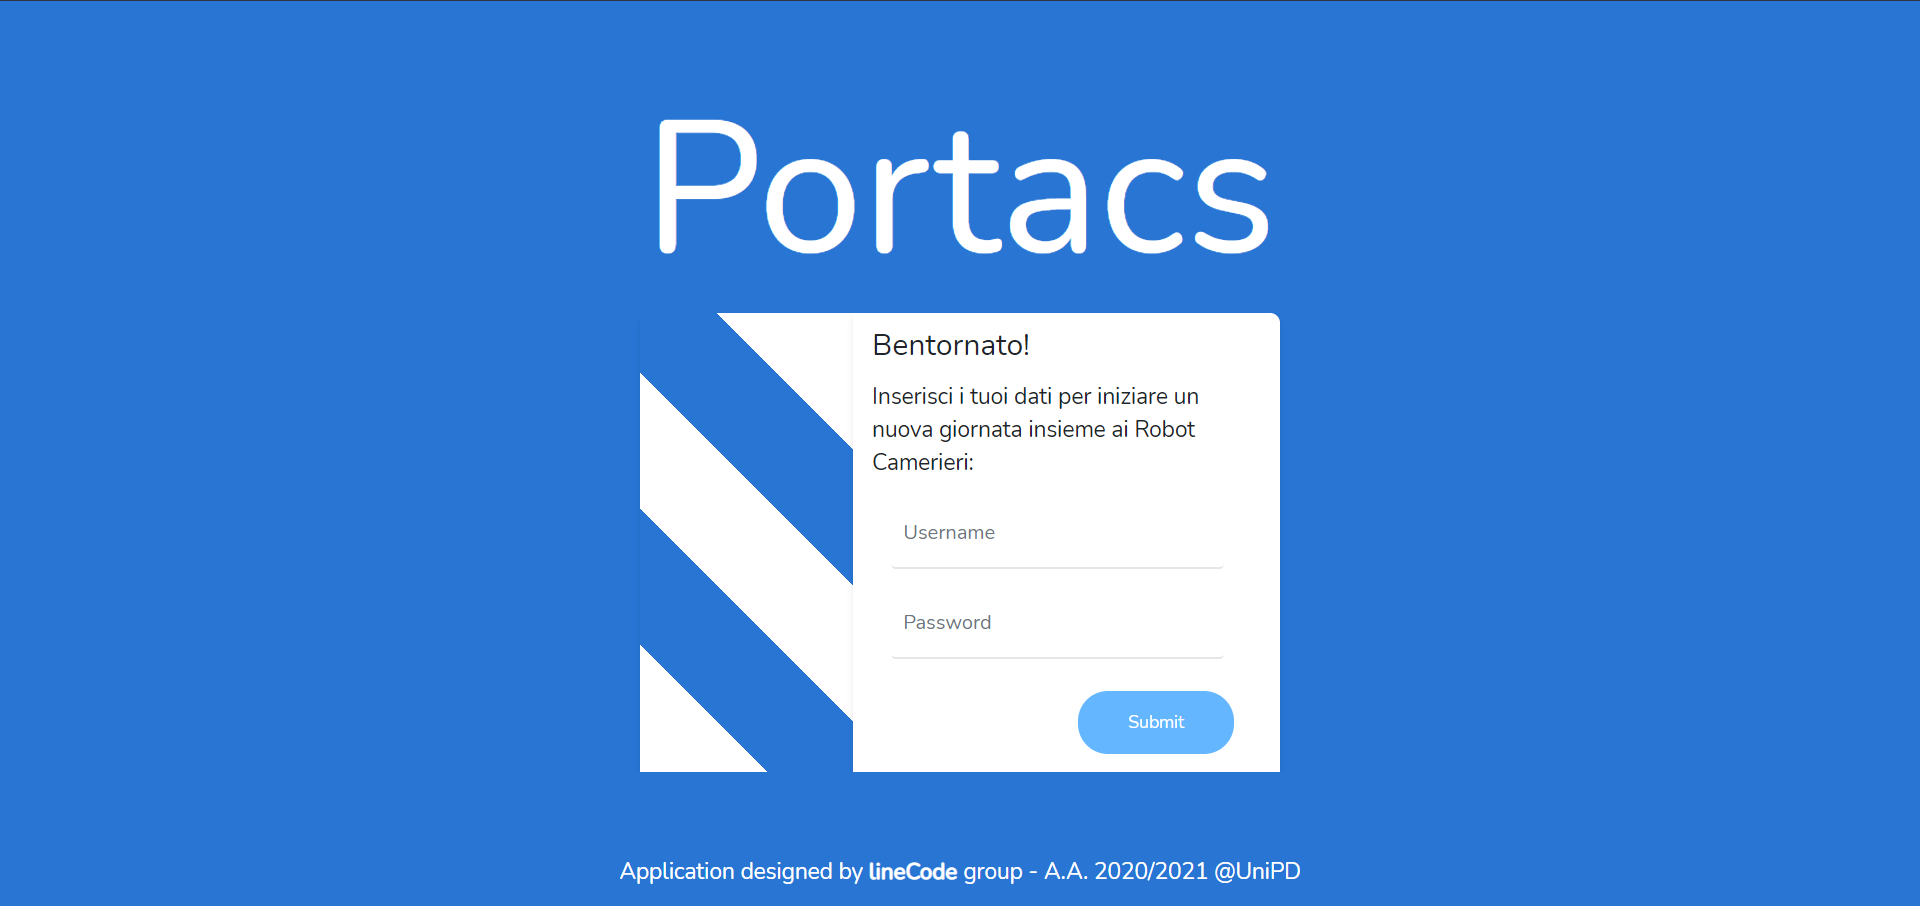 Portacs
Bentornato!
Inserisci i tuoi dati per iniziare un
nuova giornata insieme ai Robot
Camerieri:
Username
Password
Submit
Application designed by lineCode group - A.A. 2020/2021 @UniPD